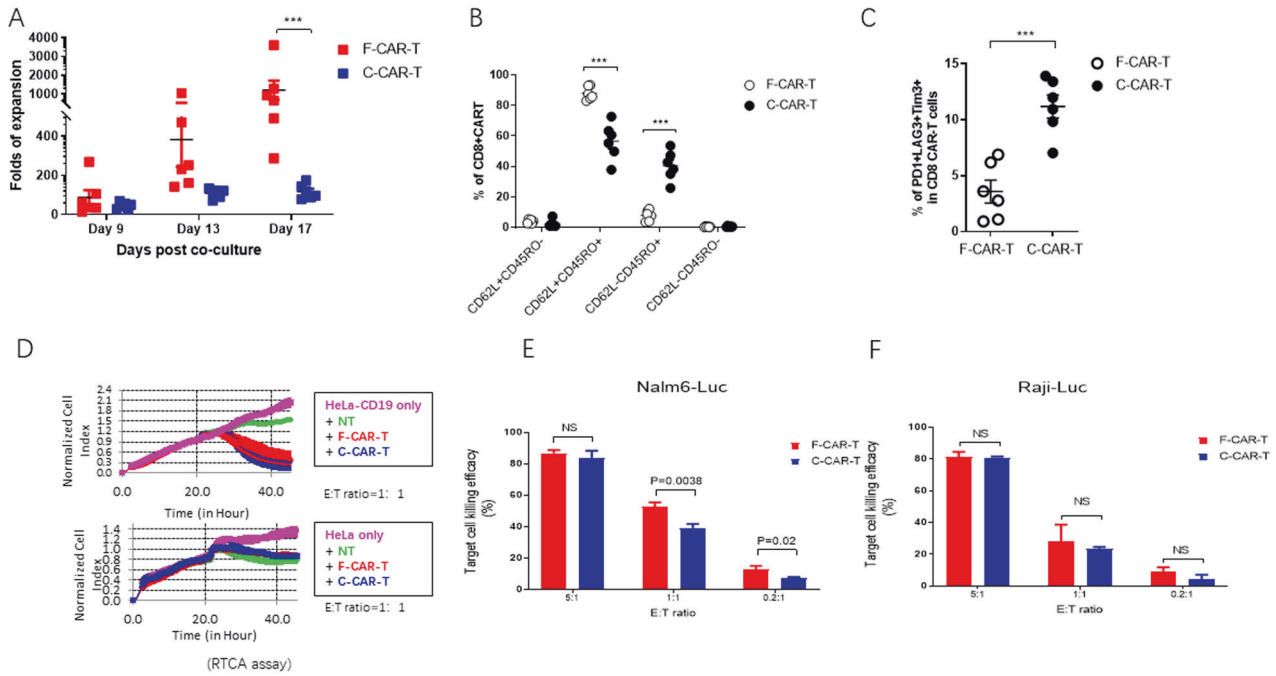 A
***
Folds of expansion
4000
3000
2000
1000
400
200
0
Day 9
Day 13
Day 17
Days post co-culture
F-CAR-T
C-CAR-T
B
% of CD8+CART
100
80
60
40
20
0
***
***
CD62L+CD45RO-
CD62L+CD45RO+
CD62L-CD45RO+
CD62L-CD45RO-
F-CAR-T
C-CAR-T
C
% of PD1+LAG3+Tim3+
in CD8 CAR-T cells
15
10
5
0
***
F-CAR-T
C-CAR-T
F-CAR-T
C-CAR-T
D
Normalized Cell
Index
2.4
2.1
1.8
1.5
1.2
0.9
0.6
0.3
0.0
0.0
20.0
40.0
Time (in Hour)
HeLa-CD19 only
+ NT
+ F-CAR-T
+ C-CAR-T
E:T ratio=1: 1
Normalized Cell
Index
1.4
1.2
1.0
0.8
0.6
0.4
0.2
0.0
0.0
20.0
40.0
Time (in Hour)
HeLa only
+ NT
+ F-CAR-T
+ C-CAR-T
E:T ratio=1: 1
(RTCA assay)
E
Nalm6-Luc
Target cell killing efficacy
(%)
100
80
60
40
20
0
NS
P=0.0038
P=0.02
5:1
1:1
0.2:1
E:T ratio
F-CAR-T
C-CAR-T
F
Raji-Luc
Target cell killing efficacy
(%)
100
80
60
40
20
0
NS
NS
NS
5:1
1:1
0.2:1
E:T ratio
F-CAR-T
C-CAR-T